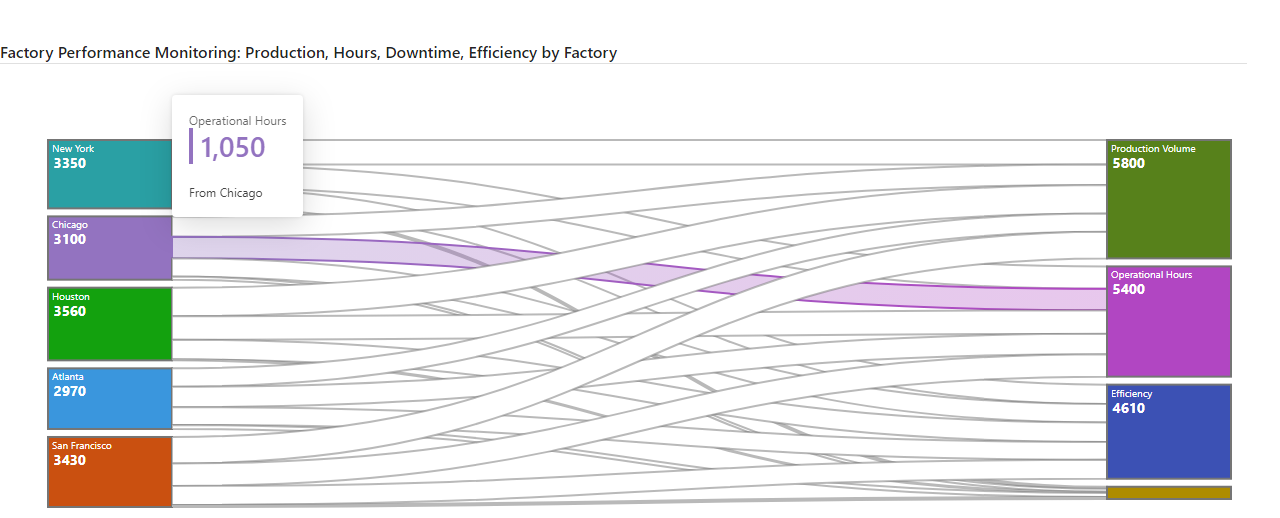 Factory Performance Monitoring: Production, Hours, Downtime, Efficiency by Factory
Operational Hours
1,050
From Chicago
New York
3350
Chicago
3100
Houston
3560
Atlanta
2970
San Francisco
3430
Production Volume
5800
Operational Hours
5400
Efficiency
4610